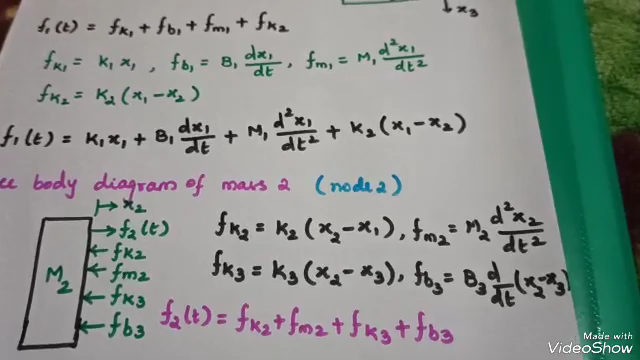 ↓x₃
f₁(t) = fk₁ + fb₁ + fm₁ + fk₂
fk₁ = K₁ x₁ , fb₁ = B₁ dx₁/dt , fm₁ = M₁ d²x₁/dt²
fk₂ = K₂ (x₁ - x₂)
f₁(t) = K₁x₁ + B₁ dx₁/dt + M₁ d²x₁/dt² + K₂ (x₁ - x₂)
ee body diagram of mass 2 (node 2)
↦ x₂
→ f₂(t)
← fk2
M₂ ← fm2
← fk3
← fb3
fk₂ = K₂ (x₂ - x₁) , fm₂ = M₂ d²x₂/dt²
fk₃ = K₃ (x₂ - x₃) , fb₃ = B₃ d/dt (x₂ - x₃)
f₂(t) = fk₂ + fm₂ + fk₃ + fb₃
Made with
VideoShow